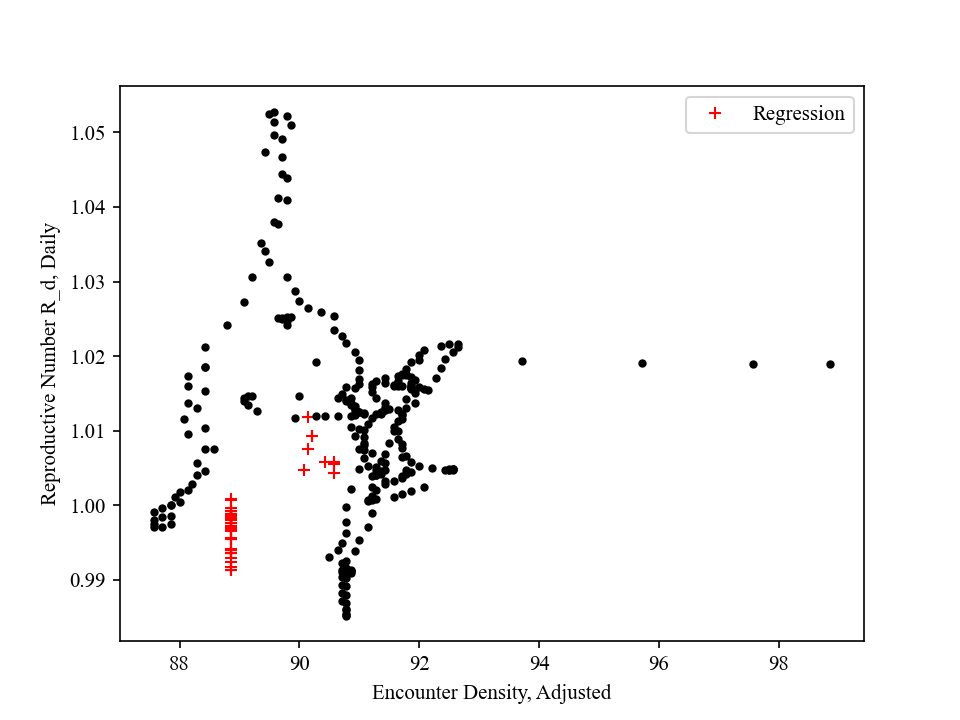 Regression
1.05
1.04
1.03
1.02
1.01
1.00
0.99
Reproductive Number R_d, Daily
88 90 92 94 96 98
Encounter Density, Adjusted